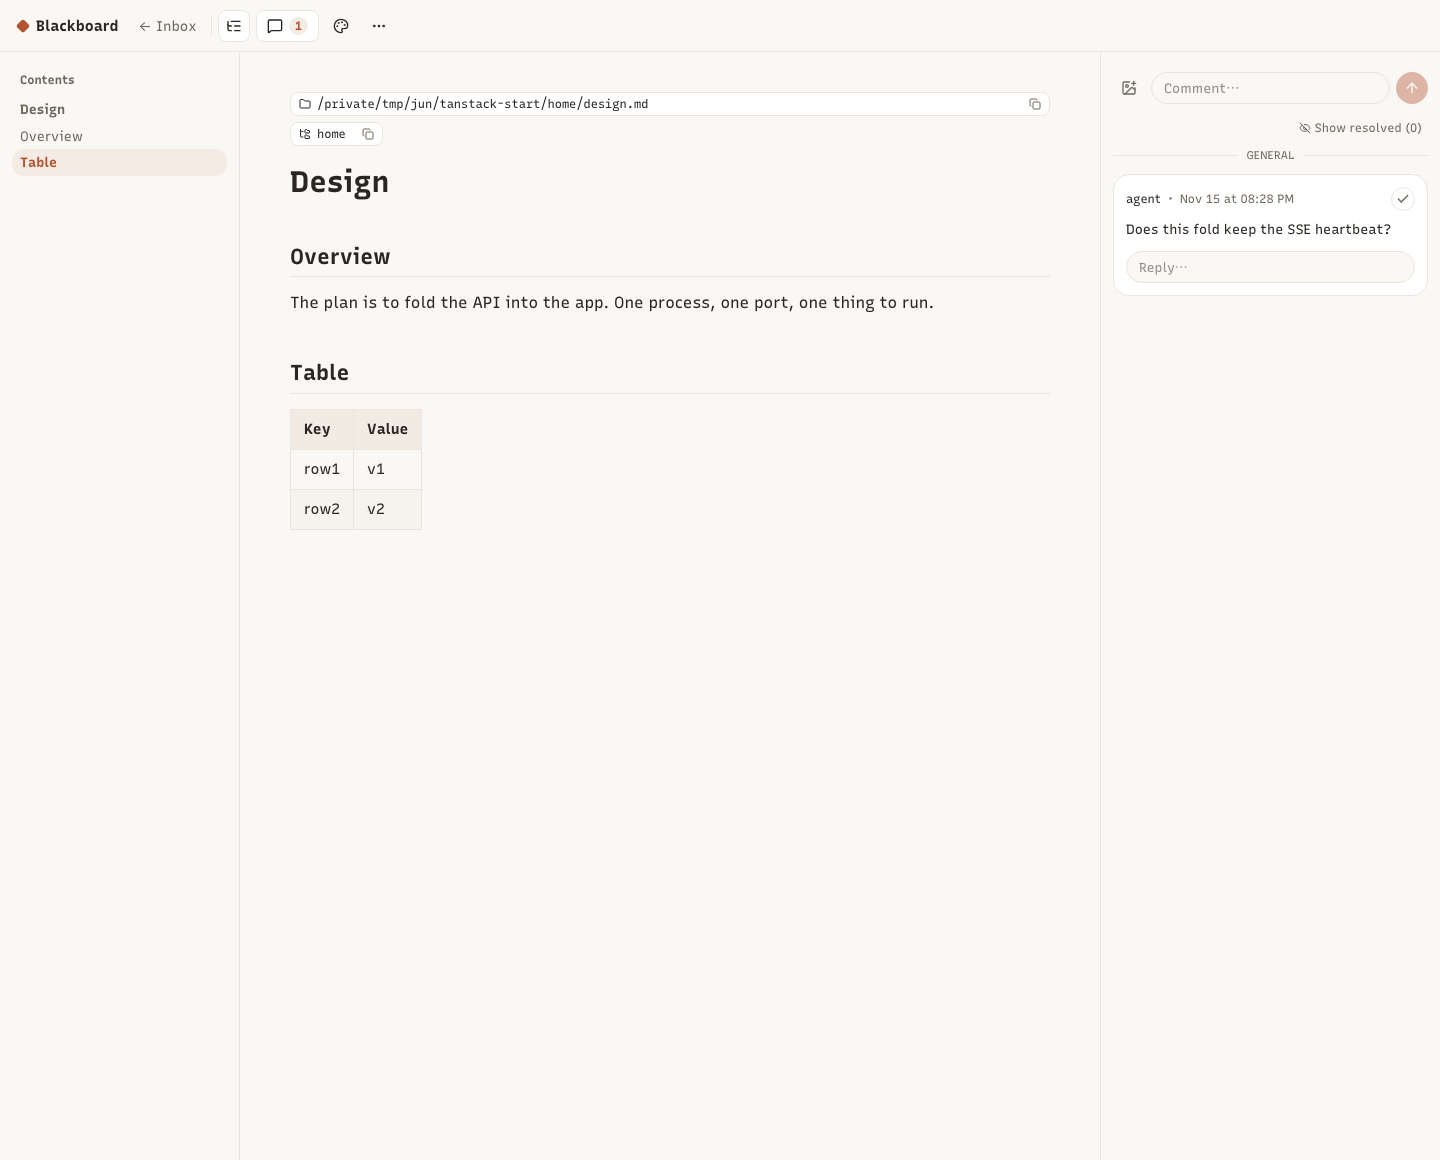 Blackboard
← Inbox
1
Contents
Design
Overview
Table
/private/tmp/jun/tanstack-start/home/design.md
home
Design
Overview
The plan is to fold the API into the app. One process, one port, one thing to run.
Table
Key Value
row1 v1
row2 v2
Comment…
Show resolved (0)
GENERAL
agent • Nov 15 at 08:28 PM
Does this fold keep the SSE heartbeat?
Reply…